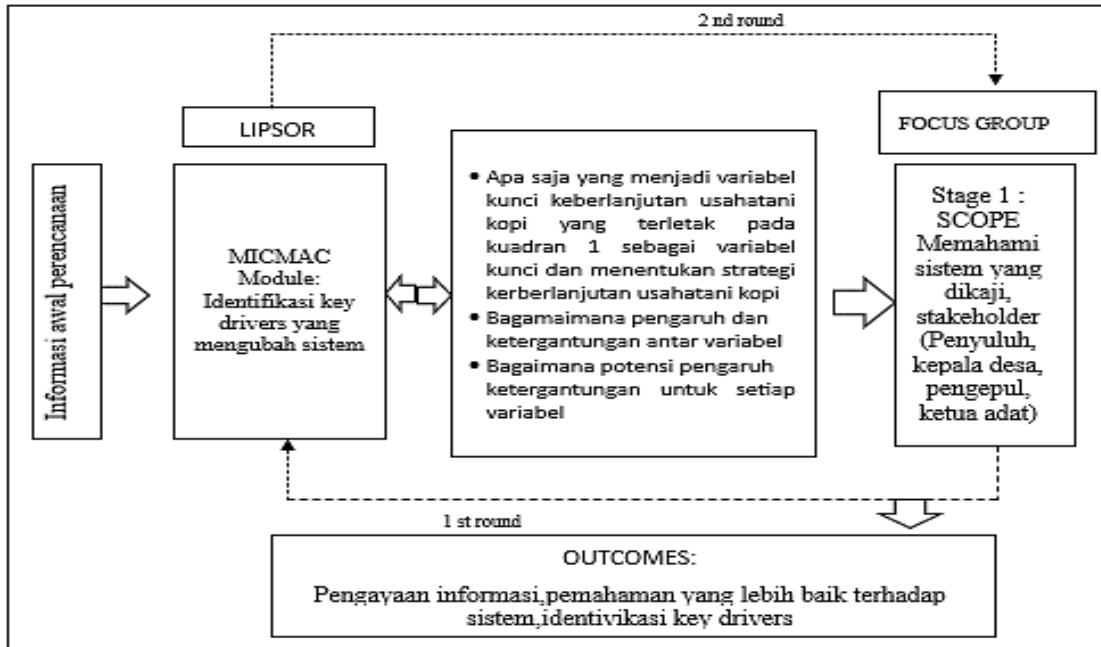 2 nd round
LIPSOR
FOCUS GROUP
Informasi awal perencanaan
MICMAC
Module:
Identifikasi key
drivers yang
mengubah sistem
• Apa saja yang menjadi variabel
kunci keberlanjutan usahatani
kopi yang terletak pada
kuadran 1 sebagai variabel
kunci dan menentukan strategi
kerberlanjutan usahatani kopi
• Bagamaimana pengaruh dan
ketergantungan antar variabel
• Bagaimana potensi pengaruh
ketergantungan untuk setiap
variabel
Stage 1 :
SCOPE
Memahami
sistem yang
dikaji,
stakeholder
(Penyuluh,
kepala desa,
pengepul,
ketua adat)
1 st round
OUTCOMES:
Pengayaan informasi,pemahaman yang lebih baik terhadap
sistem,identivikasi key drivers